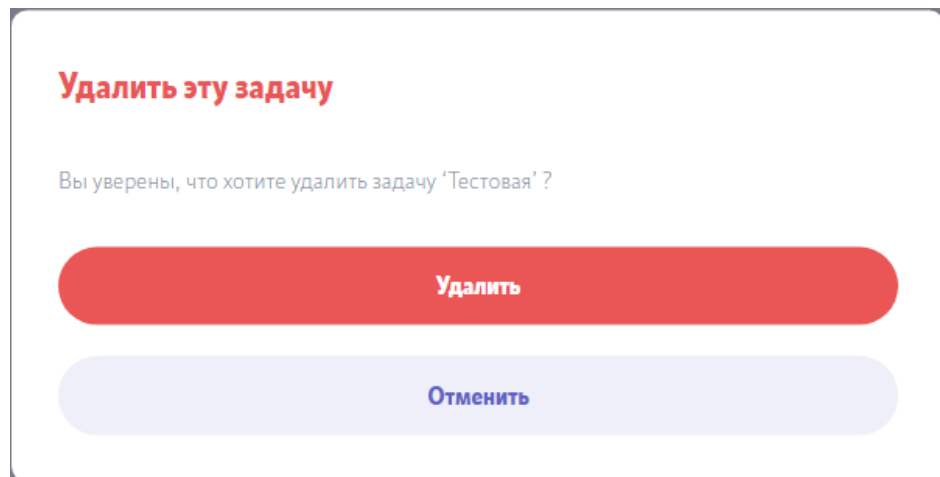 Удалить эту задачу
Вы уверены, что хотите удалить задачу ‘Тестовая’ ?
Удалить
Отменить